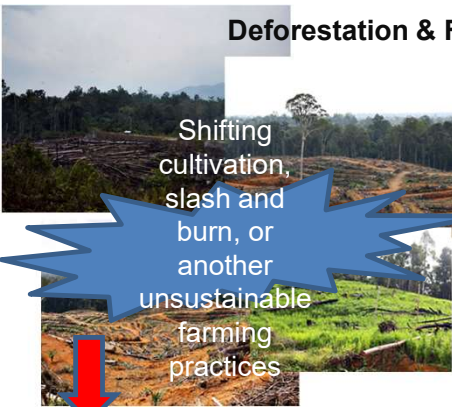 Deforestation &
Shifting
cultivation,
slash and
burn, or
another
unsustainable
farming
practices